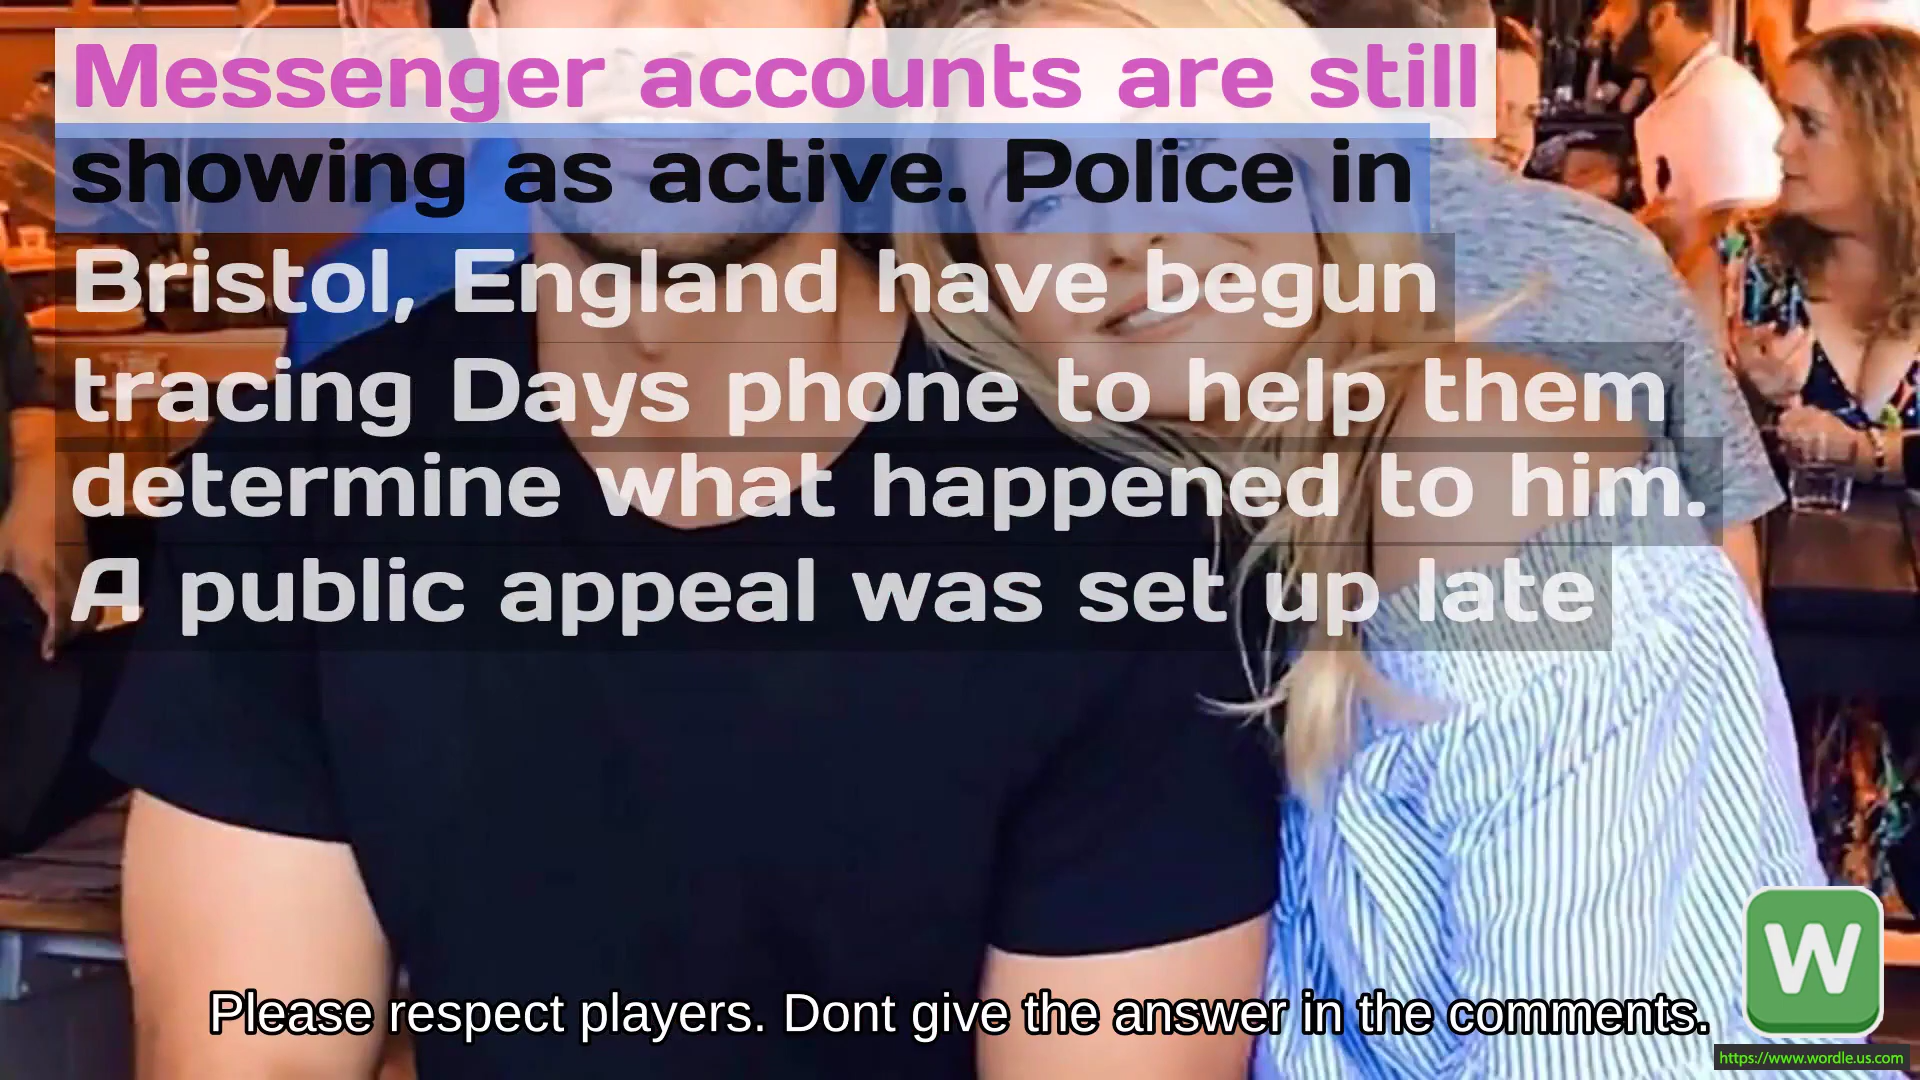 Messenger accounts are still
showing as active. Police in
Bristol, England have begun
tracing Days phone to help them
determine what happened to him.
A public appeal was set up late
W
Please respect players. Dont give the answer in the comments.
https://www.wordle.us.com